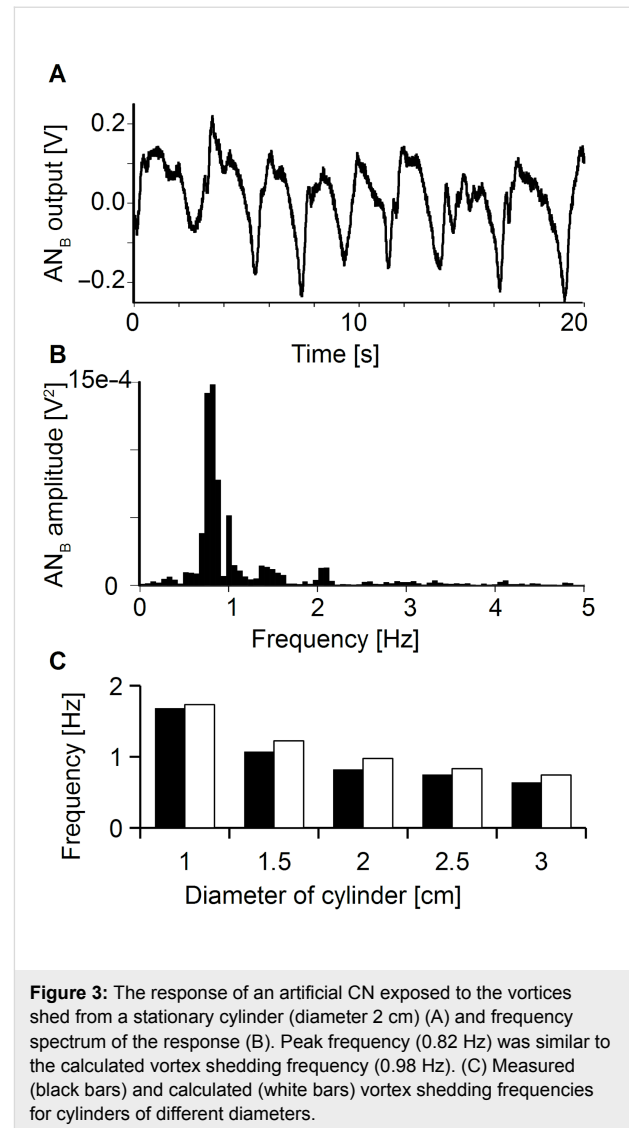 A
AN_B output [V]
0.2
0.0
−0.2
0 10 20
Time [s]
B
AN_B amplitude [V²]
15e-4
0
0 1 2 3 4 5
Frequency [Hz]
C
Frequency [Hz]
2
1
0
1 1.5 2 2.5 3
Diameter of cylinder [cm]
Figure 3: The response of an artificial CN exposed to the vortices
shed from a stationary cylinder (diameter 2 cm) (A) and frequency
spectrum of the response (B). Peak frequency (0.82 Hz) was similar to
the calculated vortex shedding frequency (0.98 Hz). (C) Measured
(black bars) and calculated (white bars) vortex shedding frequencies
for cylinders of different diameters.